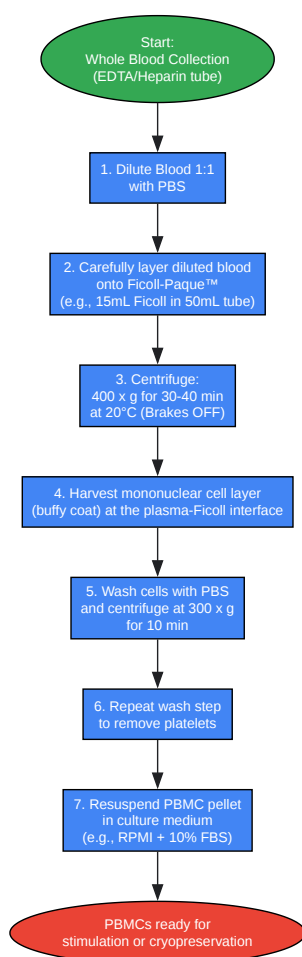 Start:
Whole Blood Collection
(EDTA/Heparin tube)
1. Dilute Blood 1:1
with PBS
2. Carefully layer diluted blood
onto Ficoll-Paque™
(e.g., 15mL Ficoll in 50mL tube)
3. Centrifuge:
400 x g for 30-40 min
at 20°C (Brakes OFF)
4. Harvest mononuclear cell layer
(buffy coat) at the plasma-Ficoll interface
5. Wash cells with PBS
and centrifuge at 300 x g
for 10 min
6. Repeat wash step
to remove platelets
7. Resuspend PBMC pellet
in culture medium
(e.g., RPMI + 10% FBS)
PBMCs ready for
stimulation or cryopreservation